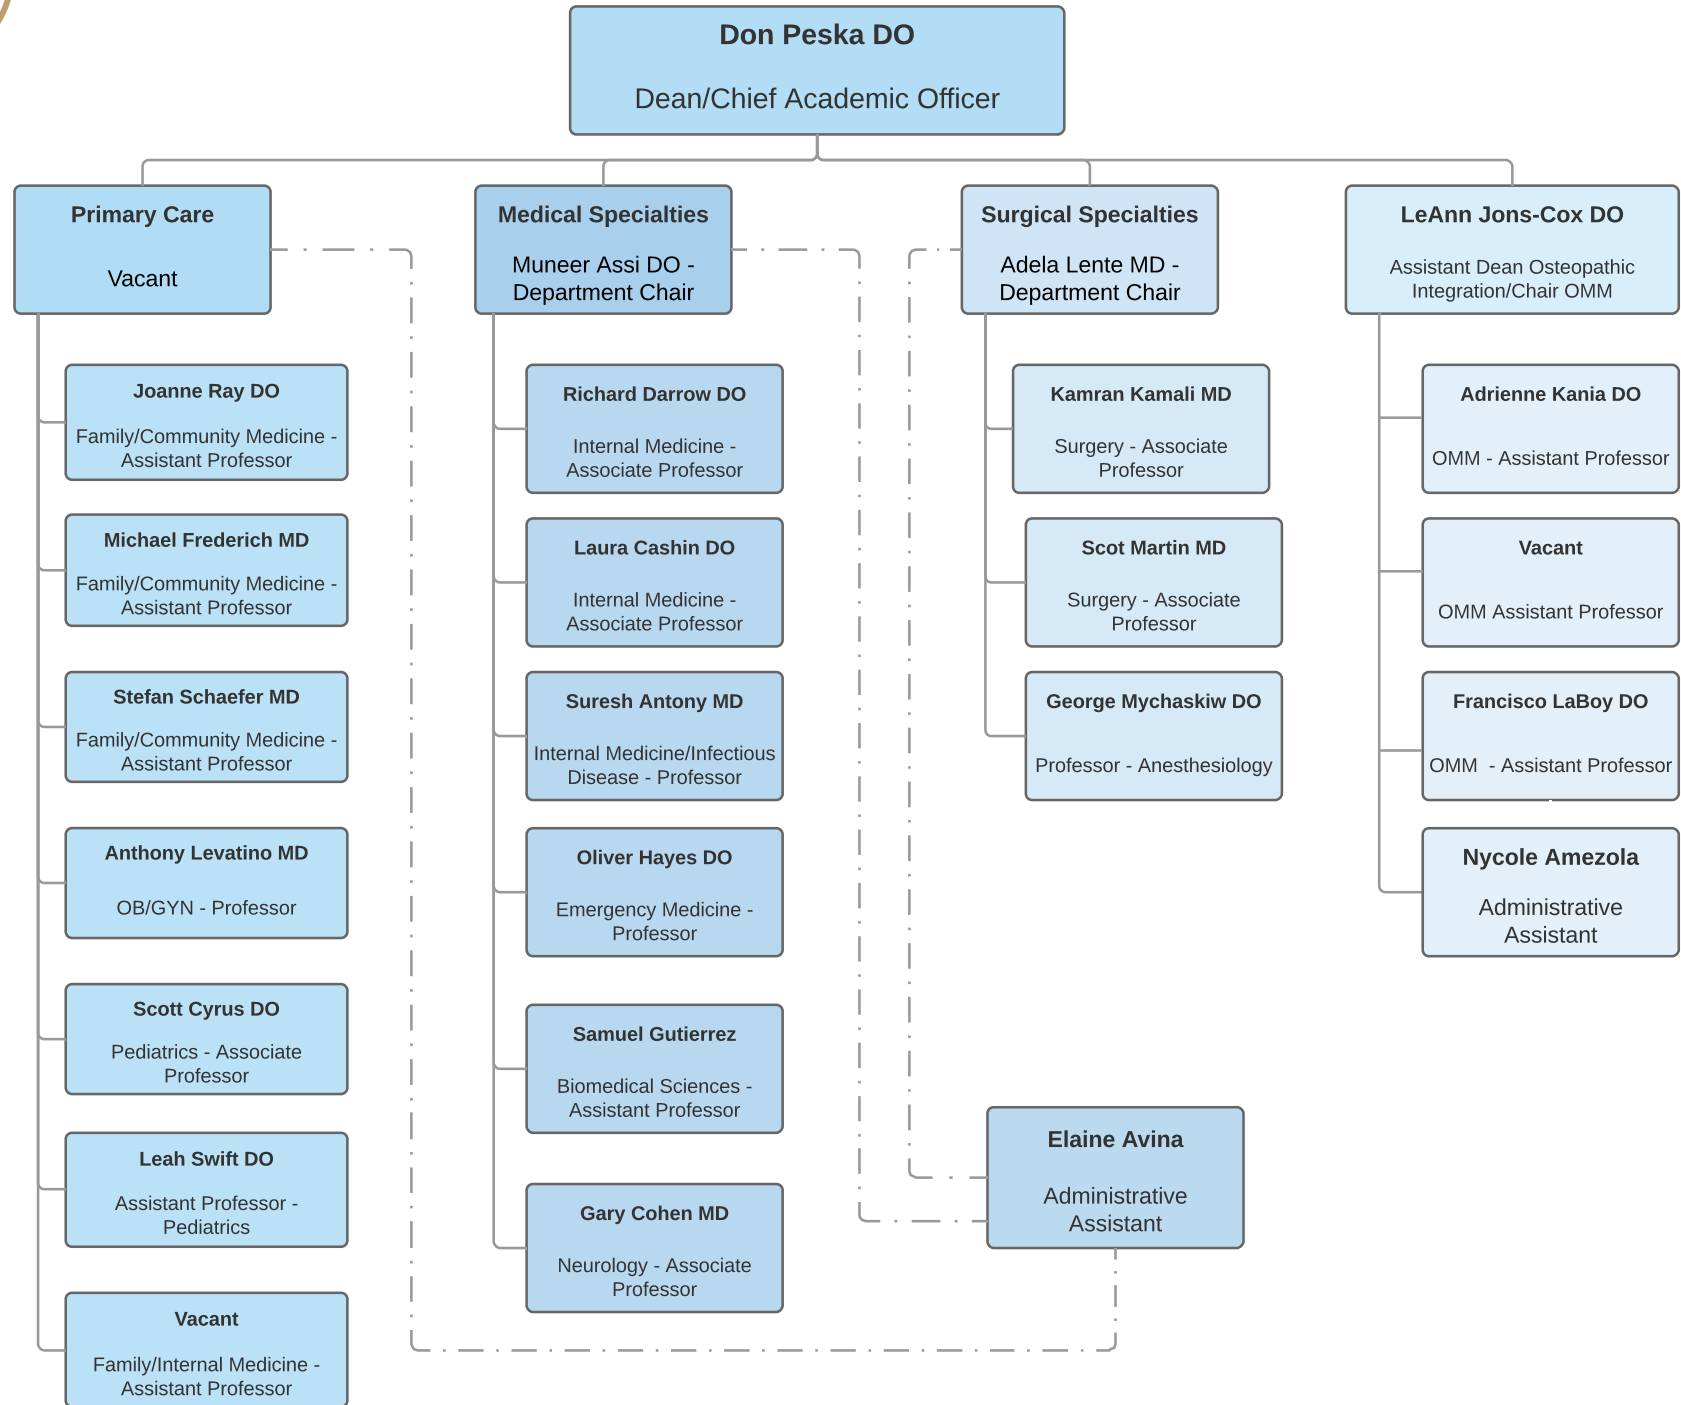 Don Peska DO
Dean/Chief Academic Officer
Primary Care
Vacant
Medical Specialties
Muneer Assi DO -
Department Chair
Surgical Specialties
Adela Lente MD -
Department Chair
LeAnn Jons-Cox DO
Assistant Dean Osteopathic
Integration/Chair OMM
Joanne Ray DO
Family/Community Medicine -
Assistant Professor
Michael Frederich MD
Family/Community Medicine -
Assistant Professor
Stefan Schaefer MD
Family/Community Medicine -
Assistant Professor
Anthony Levatino MD
OB/GYN - Professor
Scott Cyrus DO
Pediatrics - Associate
Professor
Leah Swift DO
Assistant Professor -
Pediatrics
Vacant
Family/Internal Medicine -
Assistant Professor
Richard Darrow DO
Internal Medicine -
Associate Professor
Laura Cashin DO
Internal Medicine -
Associate Professor
Suresh Antony MD
Internal Medicine/Infectious
Disease - Professor
Oliver Hayes DO
Emergency Medicine -
Professor
Samuel Gutierrez
Biomedical Sciences -
Assistant Professor
Gary Cohen MD
Neurology - Associate
Professor
Kamran Kamali MD
Surgery - Associate
Professor
Scot Martin MD
Surgery - Associate
Professor
George Mychaskiw DO
Professor - Anesthesiology
Elaine Avina
Administrative
Assistant
Adrienne Kania DO
OMM - Assistant Professor
Vacant
OMM Assistant Professor
Francisco LaBoy DO
OMM  - Assistant Professor
Nycole Amezola
Administrative
Assistant